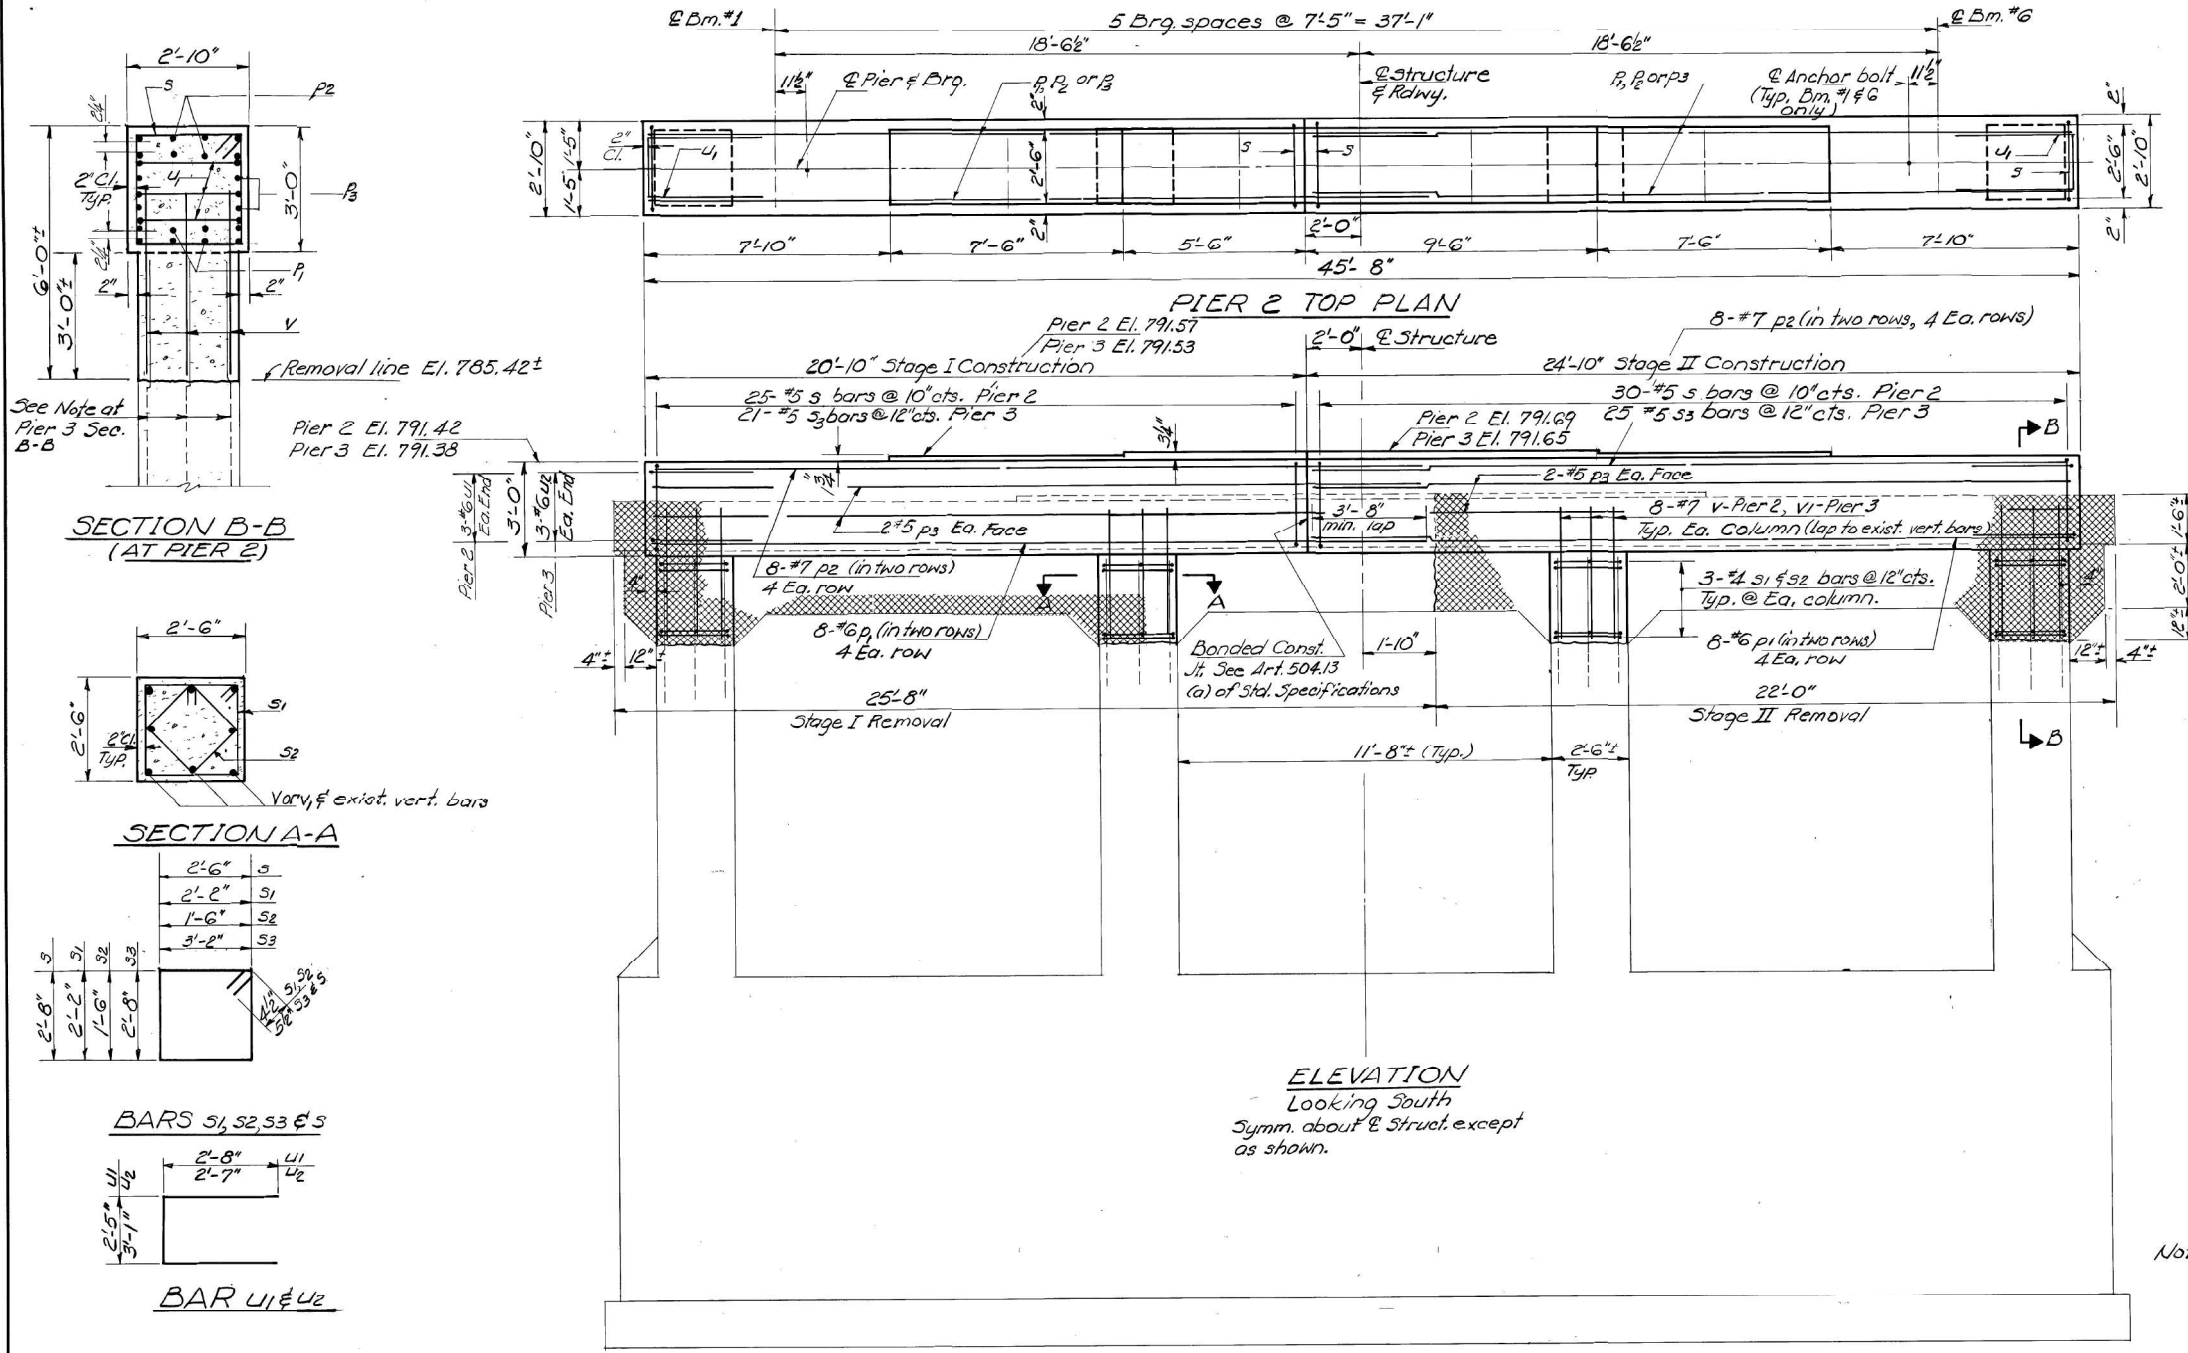 2'-10"
s
p2
2¼"
2" Cl.
Typ.
u1
3'-0"
p3
6'-0"±
3'-0"±
2¼"
p1
2"
2"
v
Removal line El. 785.42±
See Note at
Pier 3 Sec.
B-B
SECTION B-B
(AT PIER 2)
2'-6"
2'-6"
s1
2" Cl.
Typ.
s2
V or v, & exist. vert. bars
SECTION A-A
2'-6" s
2'-2" s1
1'-6" s2
3'-2" s3
s s1 s2 s3
2'-8" 2'-2" 1'-6" 2'-8"
4½" s1, s2
5½" s3 & s
BARS s1, s2, s3 & s
2'-8" u1
2'-7" u2
u1 u2
2'-5" 3'-1"
BAR u1 & u2
℄ Bm. #1
5 Brg. spaces @ 7'-5" = 37'-1"
℄ Bm. #6
18'-6½"
18'-6½"
11½"
℄ Pier & Brg.
P1, P2 or P3
℄ Structure
& Rdwy.
P1, P2 or p3
℄ Anchor bolt
(Typ. Bm. #1 & 6
only)
11½"
2'-10"
1'-5"
1'-5"
2"
Cl.
u1
2"
2'-6"
2"
s
s
u1
s
2"
2'-6"
2'-10"
2"
7'-10"
7'-6"
5'-6"
2'-0"
9'-6"
7'-6"
7'-10"
45'-8"
PIER 2 TOP PLAN
Pier 2 El. 791.57
Pier 3 El. 791.53
2'-0"
℄ Structure
8-#7 p2 (in two rows, 4 Ea. rows)
20'-10" Stage I Construction
24'-10" Stage II Construction
25-#5 s bars @ 10" cts. Pier 2
21-#5 s3 bars @ 12" cts. Pier 3
30-#5 s bars @ 10" cts. Pier 2
25 #5 s3 bars @ 12" cts. Pier 3
Pier 2 El. 791.42
Pier 3 El. 791.38
Pier 2 El. 791.69
Pier 3 El. 791.65
B
3¼"
1¾"
Pier 2 3-#6 u1
Ea. End
3'-0"
Pier 3 3-#6 u2
Ea. End
2-#5 p3 Ea. Face
2 #5 p3 Ea. Face
3'-8"
min. lap
8-#7 v-Pier 2, v1-Pier 3
Typ. Ea. Column (lap to exist. vert. bars)
1'-6"±
2'-0"±
12"±
8-#7 p2 (in two rows)
4 Ea. row
4"
A
A
3-#4 s1 & s2 bars @ 12" cts.
Typ. @ Ea. column.
4"
8-#6 p1 (in two rows)
4 Ea. row
Bonded Const.
Jt. See Art. 504.13
(a) of Std. Specifications
1'-10"
8-#6 p1 (in two rows)
4 Ea. row
4"±
12"±
12"±
4"±
25'-8"
Stage I Removal
22'-0"
Stage II Removal
11'-8"± (Typ.)
2'-6"±
Typ.
B
ELEVATION
Looking South
Symm. about ℄ Struct. except
as shown.